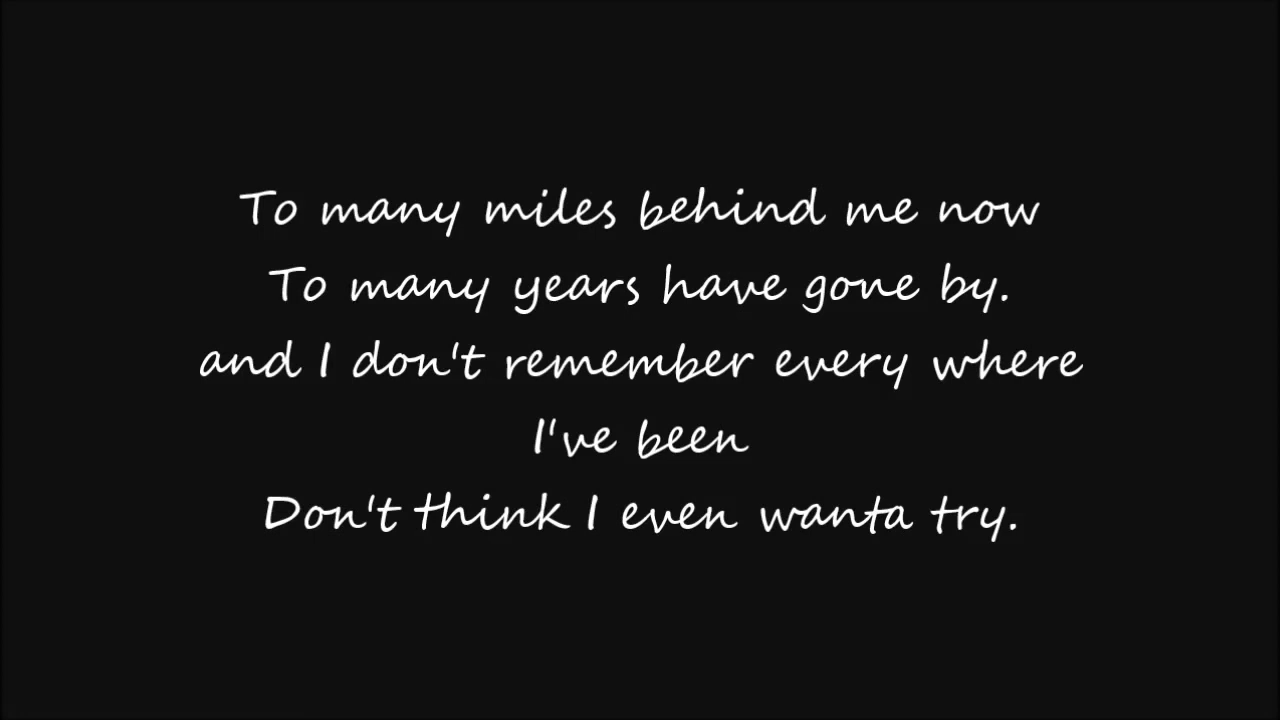 To many miles behind me now
To many years have gone by.
and I don't remember every where
I've been
Don't think I even wanta try.